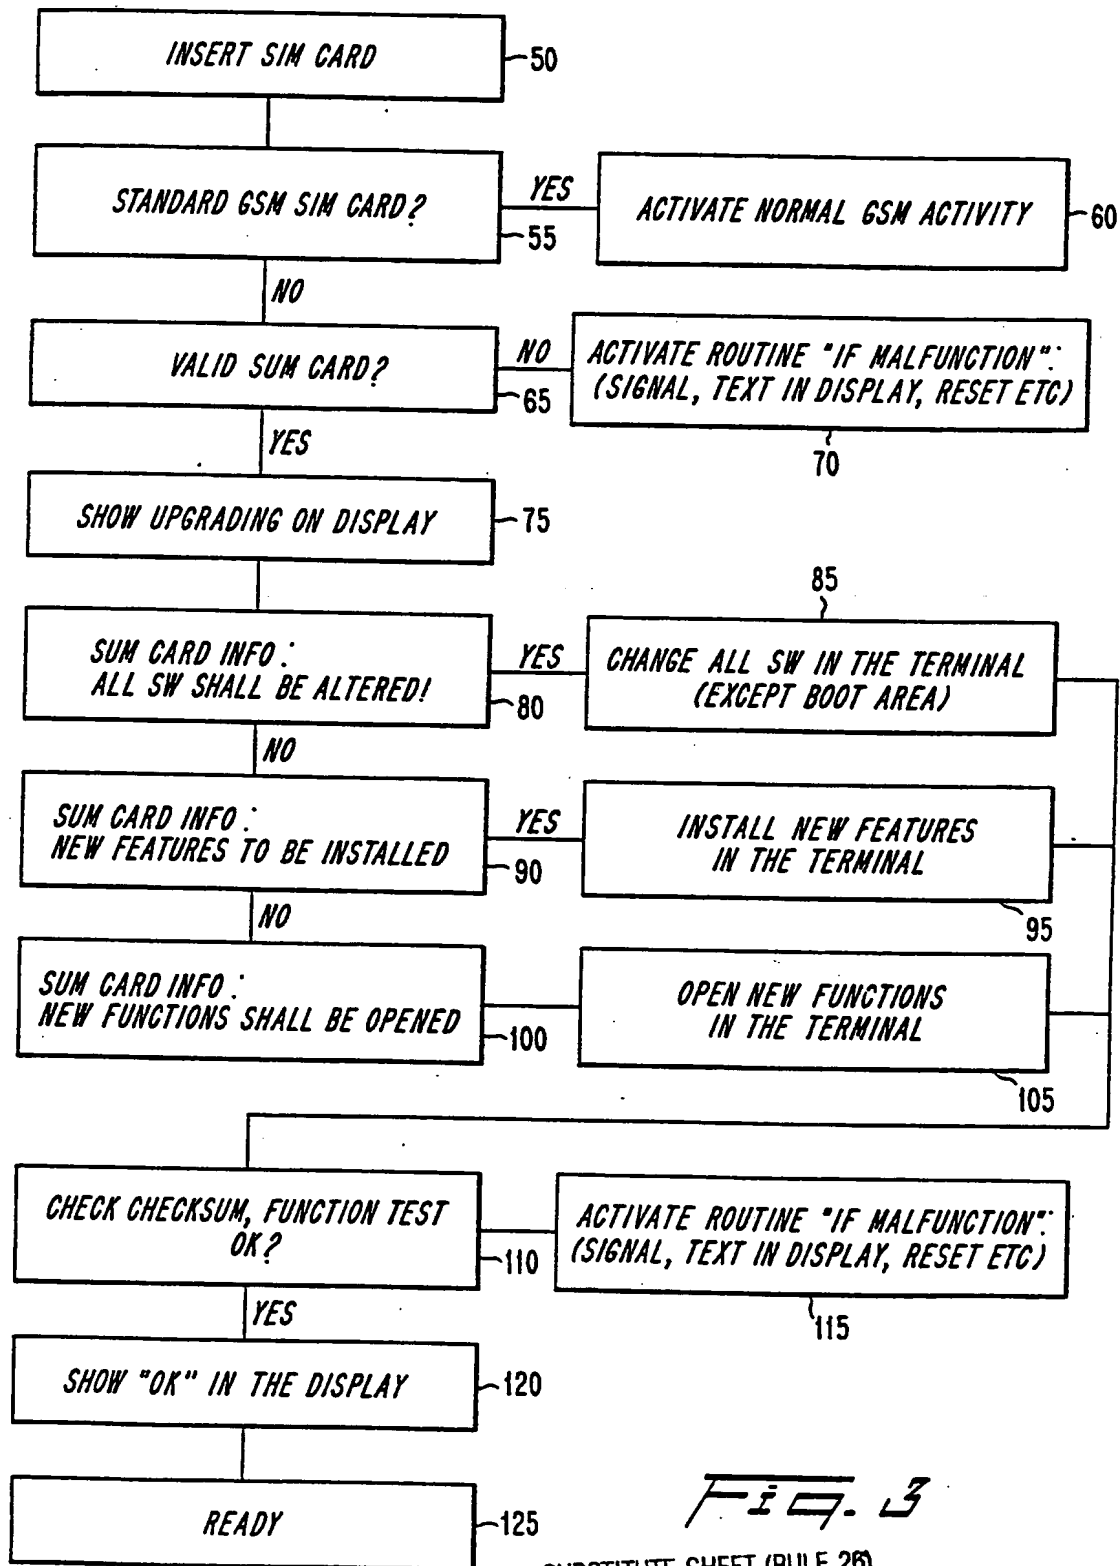 INSERT SIM CARD
50
STANDARD GSM SIM CARD?
55
YES
ACTIVATE NORMAL GSM ACTIVITY
60
NO
VALID SUM CARD?
65
NO
ACTIVATE ROUTINE "IF MALFUNCTION":
(SIGNAL, TEXT IN DISPLAY, RESET ETC)
70
YES
SHOW UPGRADING ON DISPLAY
75
SUM CARD INFO:
ALL SW SHALL BE ALTERED!
80
YES
85
CHANGE ALL SW IN THE TERMINAL
(EXCEPT BOOT AREA)
NO
SUM CARD INFO:
NEW FEATURES TO BE INSTALLED
90
YES
INSTALL NEW FEATURES
IN THE TERMINAL
95
NO
SUM CARD INFO:
NEW FUNCTIONS SHALL BE OPENED
100
OPEN NEW FUNCTIONS
IN THE TERMINAL
105
CHECK CHECKSUM, FUNCTION TEST
OK?
110
ACTIVATE ROUTINE "IF MALFUNCTION":
(SIGNAL, TEXT IN DISPLAY, RESET ETC)
115
YES
SHOW "OK" IN THE DISPLAY
120
READY
125
Fig. 3
SUBSTITUTE SHEET (RULE 26)